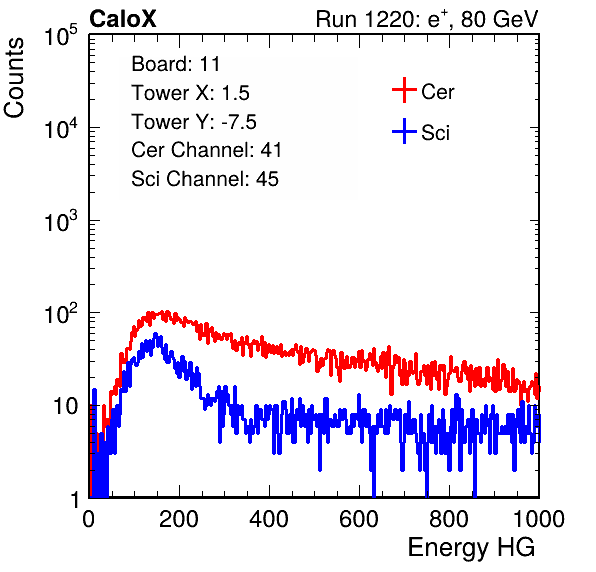 CaloX Run 1220: e⁺, 80 GeV
Counts
10⁵
10⁴
10³
10²
10
1
Board: 11
Tower X: 1.5
Tower Y: -7.5
Cer Channel: 41
Sci Channel: 45
Cer
Sci
0 200 400 600 800 1000
Energy HG